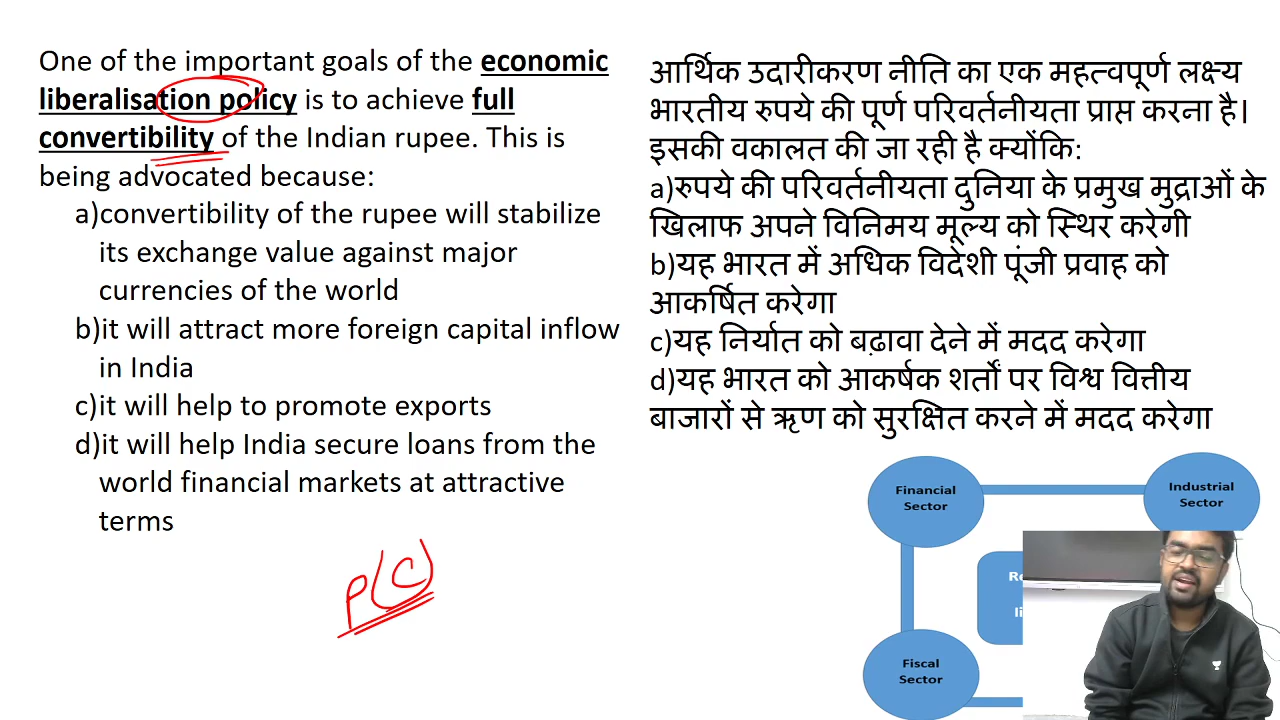 One of the important goals of the economic
liberalisation policy is to achieve full
convertibility of the Indian rupee. This is
being advocated because:
a)convertibility of the rupee will stabilize
its exchange value against major
currencies of the world
b)it will attract more foreign capital inflow
in India
c)it will help to promote exports
d)it will help India secure loans from the
world financial markets at attractive
terms
P(C)
आर्थिक उदारीकरण नीति का एक महत्वपूर्ण लक्ष्य
भारतीय रुपये की पूर्ण परिवर्तनीयता प्राप्त करना है।
इसकी वकालत की जा रही है क्योंकि:
a)रुपये की परिवर्तनीयता दुनिया के प्रमुख मुद्राओं के
खिलाफ अपने विनिमय मूल्य को स्थिर करेगी
b)यह भारत में अधिक विदेशी पूंजी प्रवाह को
आकर्षित करेगा
c)यह निर्यात को बढ़ावा देने में मदद करेगा
d)यह भारत को आकर्षक शर्तों पर विश्व वित्तीय
बाजारों से ऋण को सुरक्षित करने में मदद करेगा
Financial
Sector
Industrial
Sector
Fiscal
Sector